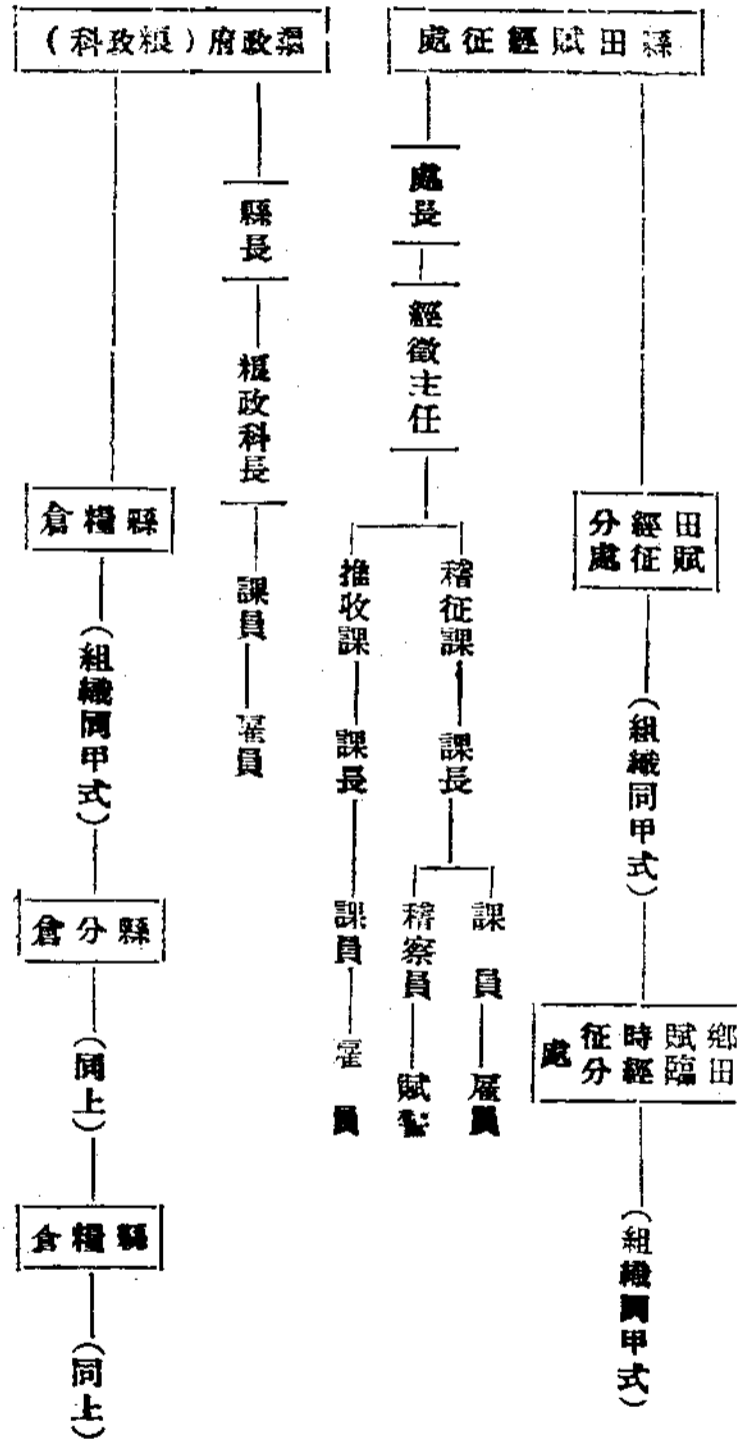 縣田賦經征處
處長
經徵主任
稽征課
課長
課員
雇員
稽察員
賦
推收課
課長
課員
雇員
田賦
經征
分處
(組織同甲式)
鄉田
賦臨
時經
征分
處
(組織同甲式)
縣政府(糧政科)
縣長
糧政科長
課員
雇員
縣糧倉
(組織同甲式)
縣分倉
(同上)
縣糧倉
(同上)